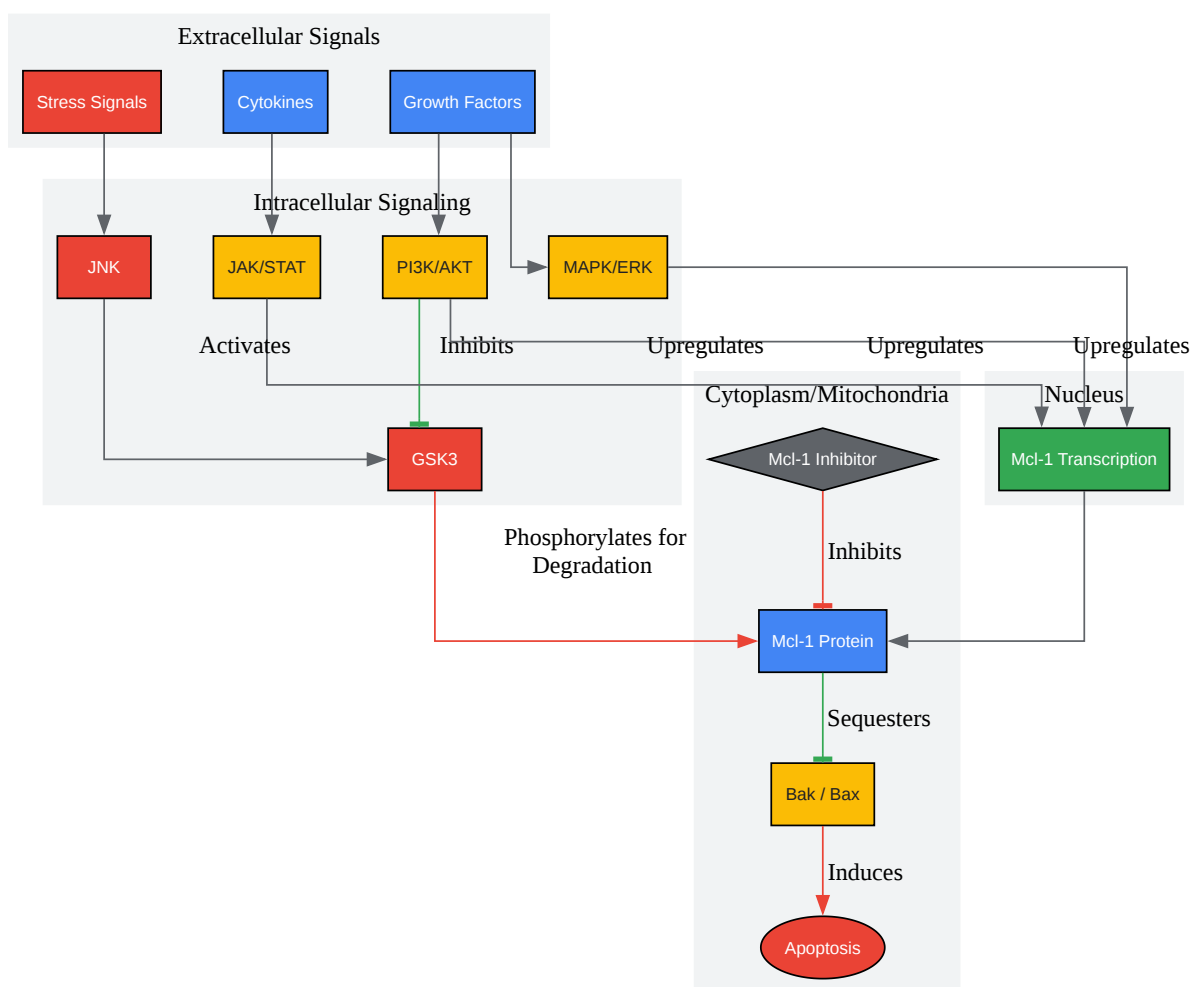 Extracellular Signals
Stress Signals
Cytokines
Growth Factors
Intracellular Signaling
JNK
JAK/STAT
PI3K/AKT
MAPK/ERK
Activates
Inhibits
Upregulates
Upregulates
Upregulates
Cytoplasm/Mitochondria
Nucleus
GSK3
Mcl-1 Inhibitor
Mcl-1 Transcription
Phosphorylates for
Degradation
Inhibits
Mcl-1 Protein
Sequesters
Bak / Bax
Induces
Apoptosis